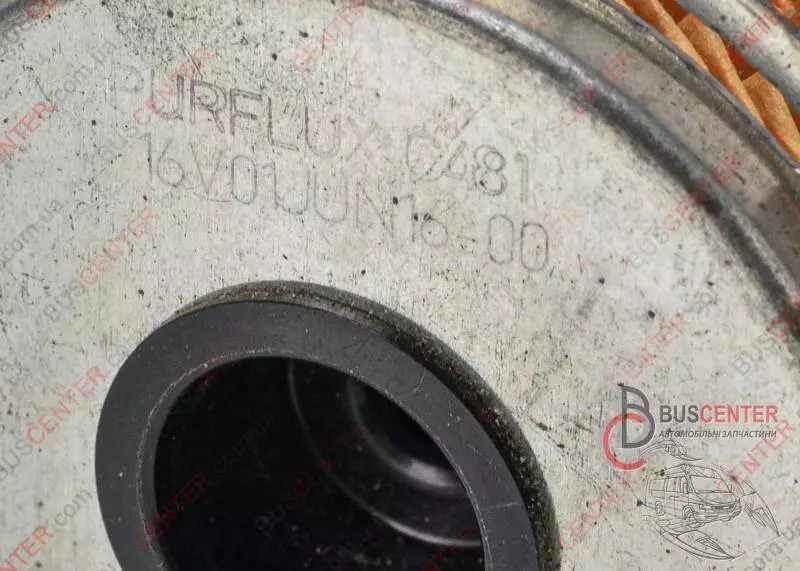 PURFLUX C481
16V01JUN16-00
BUSCENTER
АВТОМОБІЛЬНІ ЗАПЧАСТИНИ